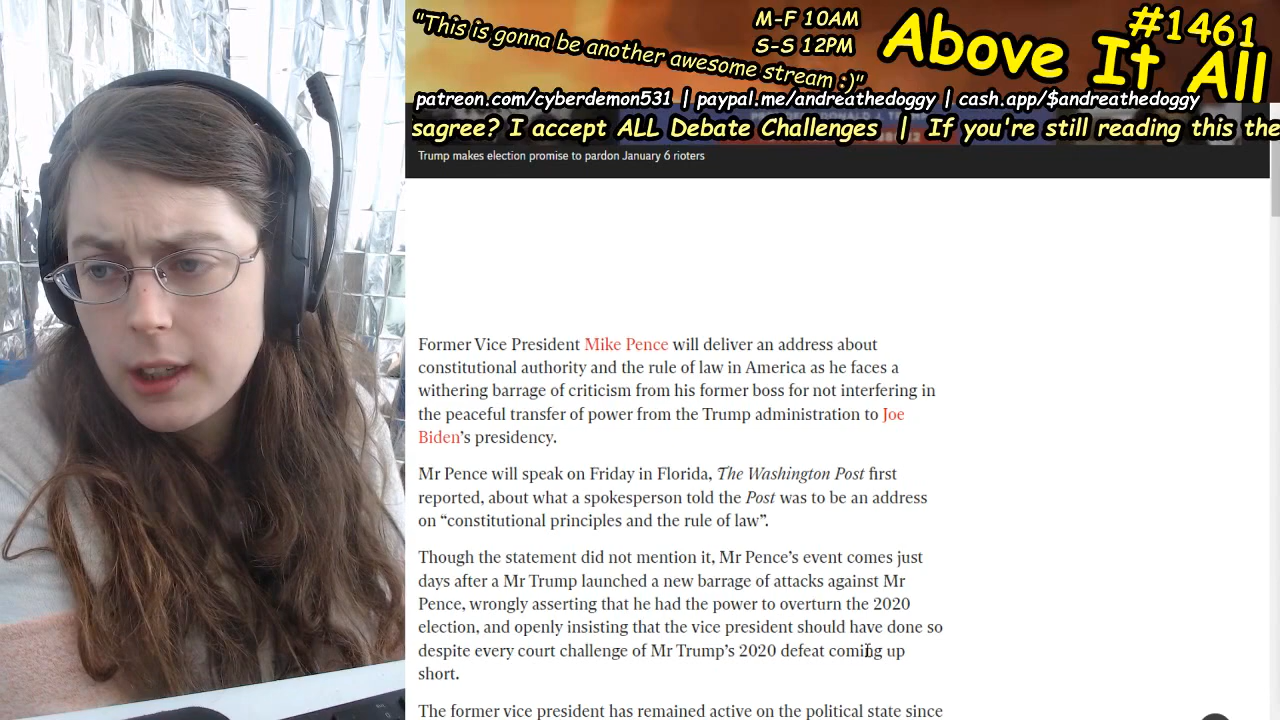 "This is gonna be another awesome stream :)"
M-F 10AM
S-S 12PM
Above It All
#1461
patreon.com/cyberdemon531 | paypal.me/andreathedoggy | cash.app/$andreathedoggy
sagree? I accept ALL Debate Challenges | If you're still reading this the
Trump makes election promise to pardon January 6 rioters
Former Vice President Mike Pence will deliver an address about
constitutional authority and the rule of law in America as he faces a
withering barrage of criticism from his former boss for not interfering in
the peaceful transfer of power from the Trump administration to Joe
Biden's presidency.
Mr Pence will speak on Friday in Florida, The Washington Post first
reported, about what a spokesperson told the Post was to be an address
on “constitutional principles and the rule of law”.
Though the statement did not mention it, Mr Pence's event comes just
days after a Mr Trump launched a new barrage of attacks against Mr
Pence, wrongly asserting that he had the power to overturn the 2020
election, and openly insisting that the vice president should have done so
despite every court challenge of Mr Trump's 2020 defeat coming up
short.
The former vice president has remained active on the political state since